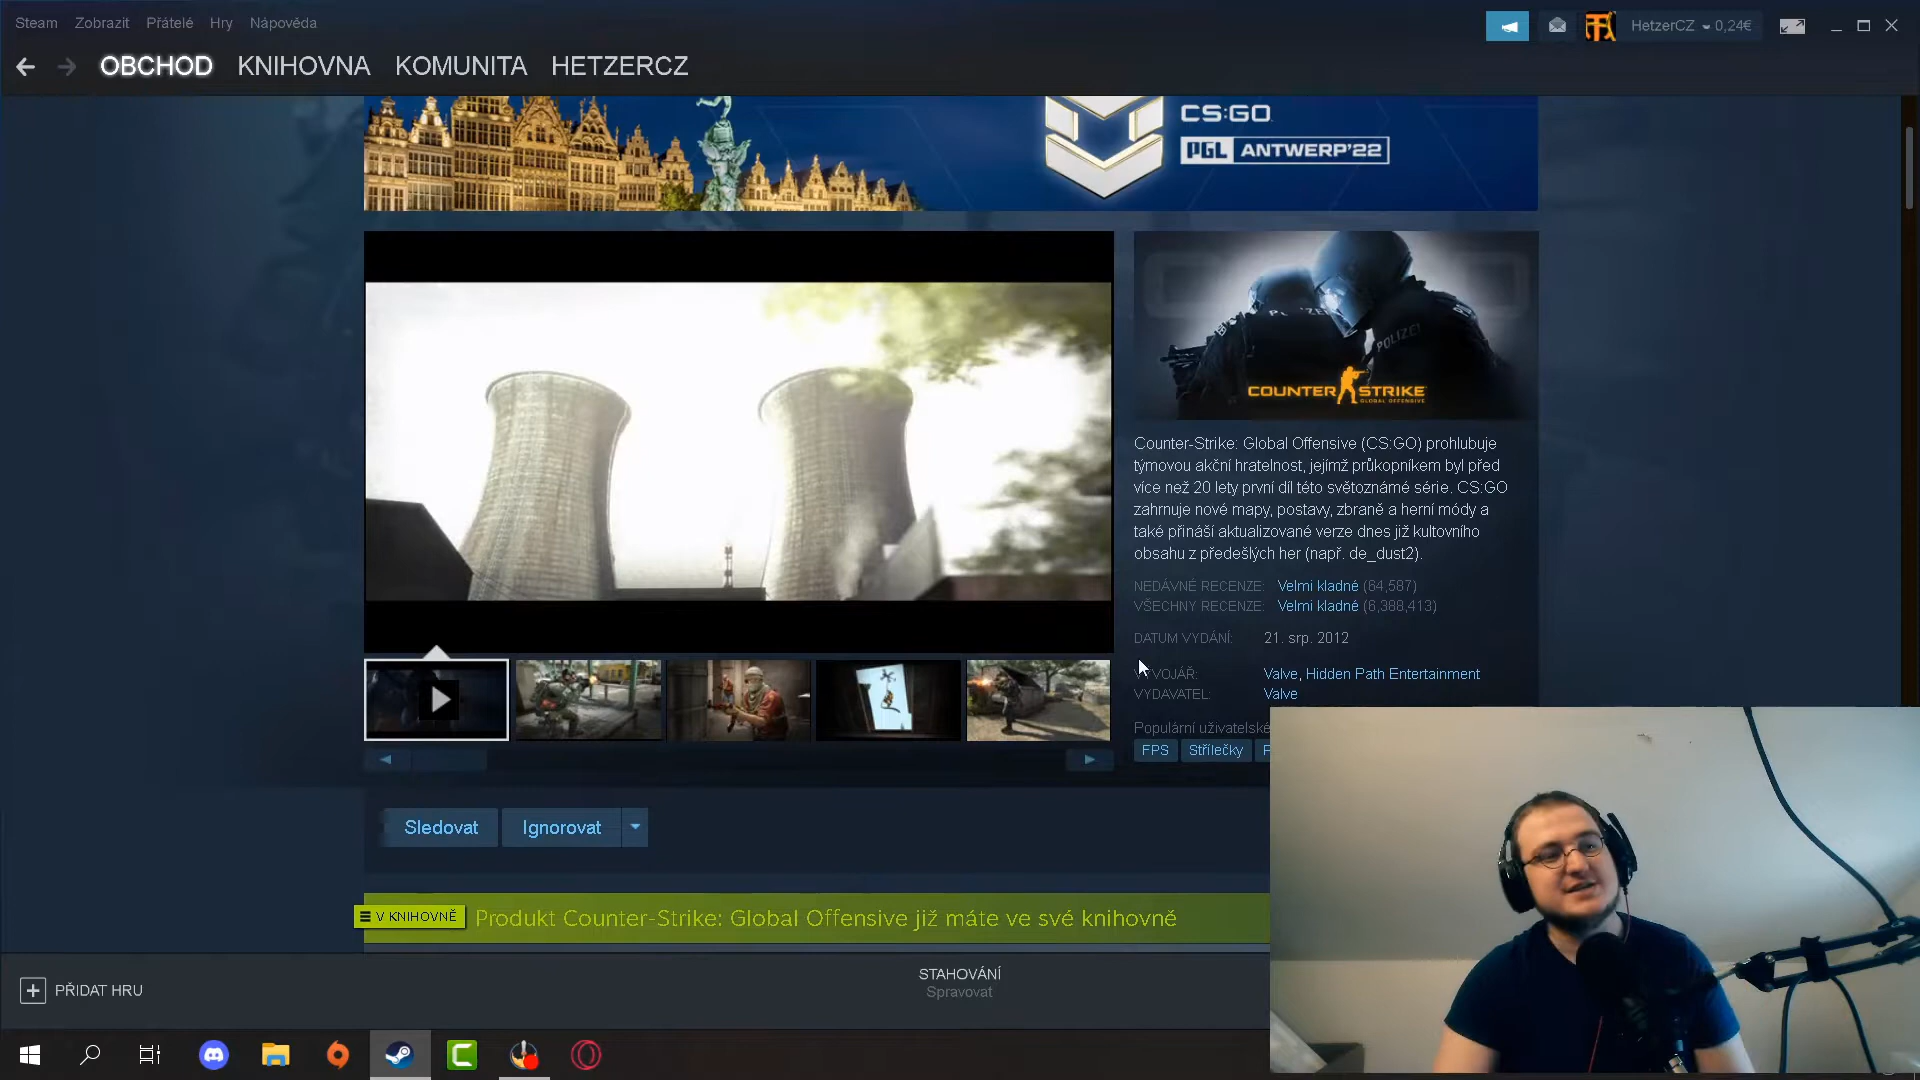 Steam Zobrazit Přátelé Hry Nápověda
HetzerCZ 0,24€
OBCHOD KNIHOVNA KOMUNITA HETZERCZ
CS:GO
PGL ANTWERP'22
POLIZEI
COUNTER STRIKE
GLOBAL OFFENSIVE
Counter-Strike: Global Offensive (CS:GO) prohlubuje
týmovou akční hratelnost, jejímž průkopníkem byl před
více než 20 lety první díl této světoznámé série. CS:GO
zahrnuje nové mapy, postavy, zbraně a herní módy a
také přináší aktualizované verze dnes již kultovního
obsahu z předešlých her (např. de_dust2).
NEDÁVNÉ RECENZE: Velmi kladné (64,587)
VŠECHNY RECENZE: Velmi kladné (6,388,413)
DATUM VYDÁNÍ: 21. srp. 2012
VÝVOJÁŘ: Valve, Hidden Path Entertainment
VYDAVATEL: Valve
Populární uživatelské
FPS Střílečky
Sledovat Ignorovat
V KNIHOVNĚ Produkt Counter-Strike: Global Offensive již máte ve své knihovně
PŘIDAT HRU
STAHOVÁNÍ
Spravovat